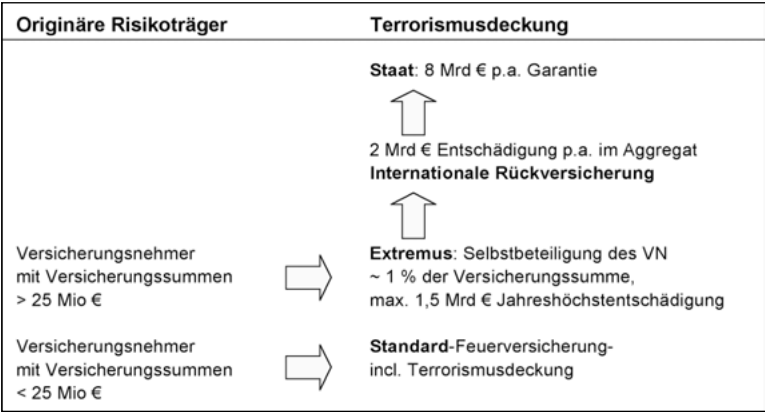 Originäre Risikoträger Terrorismusdeckung
Staat: 8 Mrd € p.a. Garantie
2 Mrd € Entschädigung p.a. im Aggregat
Internationale Rückversicherung
Versicherungsnehmer
mit Versicherungssummen
> 25 Mio €
Extremus: Selbstbeteiligung des VN
~ 1 % der Versicherungssumme,
max. 1,5 Mrd € Jahreshöchstentschädigung
Versicherungsnehmer
mit Versicherungssummen
< 25 Mio €
Standard-Feuerversicherung-
incl. Terrorismusdeckung